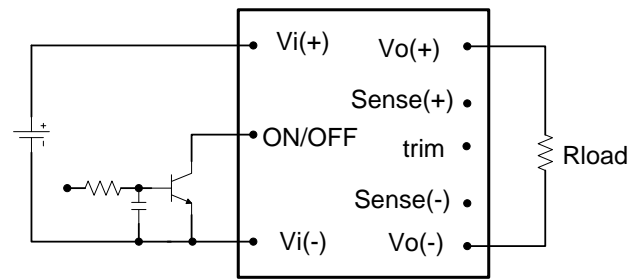 Vi(+)
Vo(+)
Sense(+)
ON/OFF
trim
Rload
Sense(-)
Vi(-)
Vo(-)
+
-